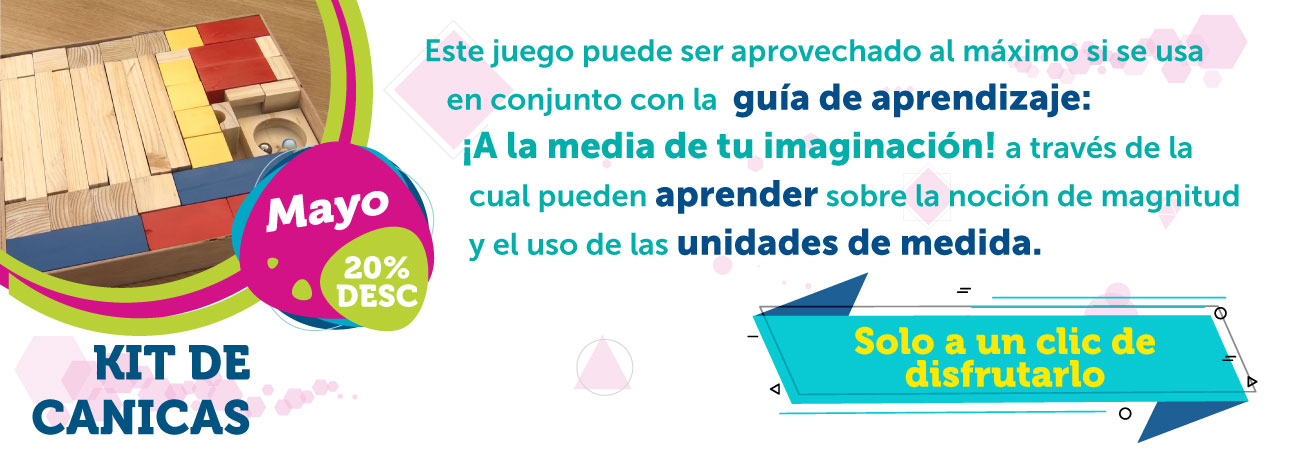 Este juego puede ser aprovechado al máximo si se usa
en conjunto con la guía de aprendizaje:
¡A la media de tu imaginación! a través de la
cual pueden aprender sobre la noción de magnitud
y el uso de las unidades de medida.
Mayo
20%
DESC
KIT DE
CANICAS
Solo a un clic de
disfrutarlo